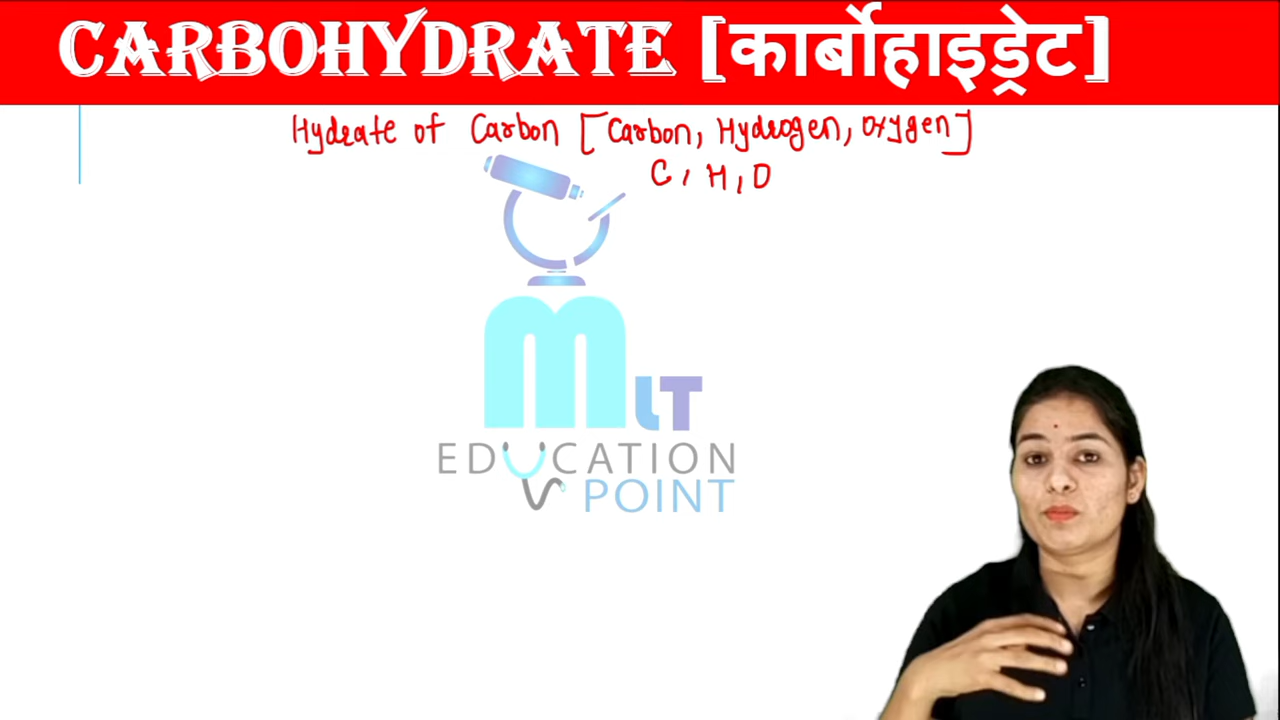 CARBOHYDRATE [कार्बोहाइड्रेट]
Hydrate of Carbon [Carbon, Hydrogen, Oxygen]
C, H, O
MLT
EDUCATION
POINT